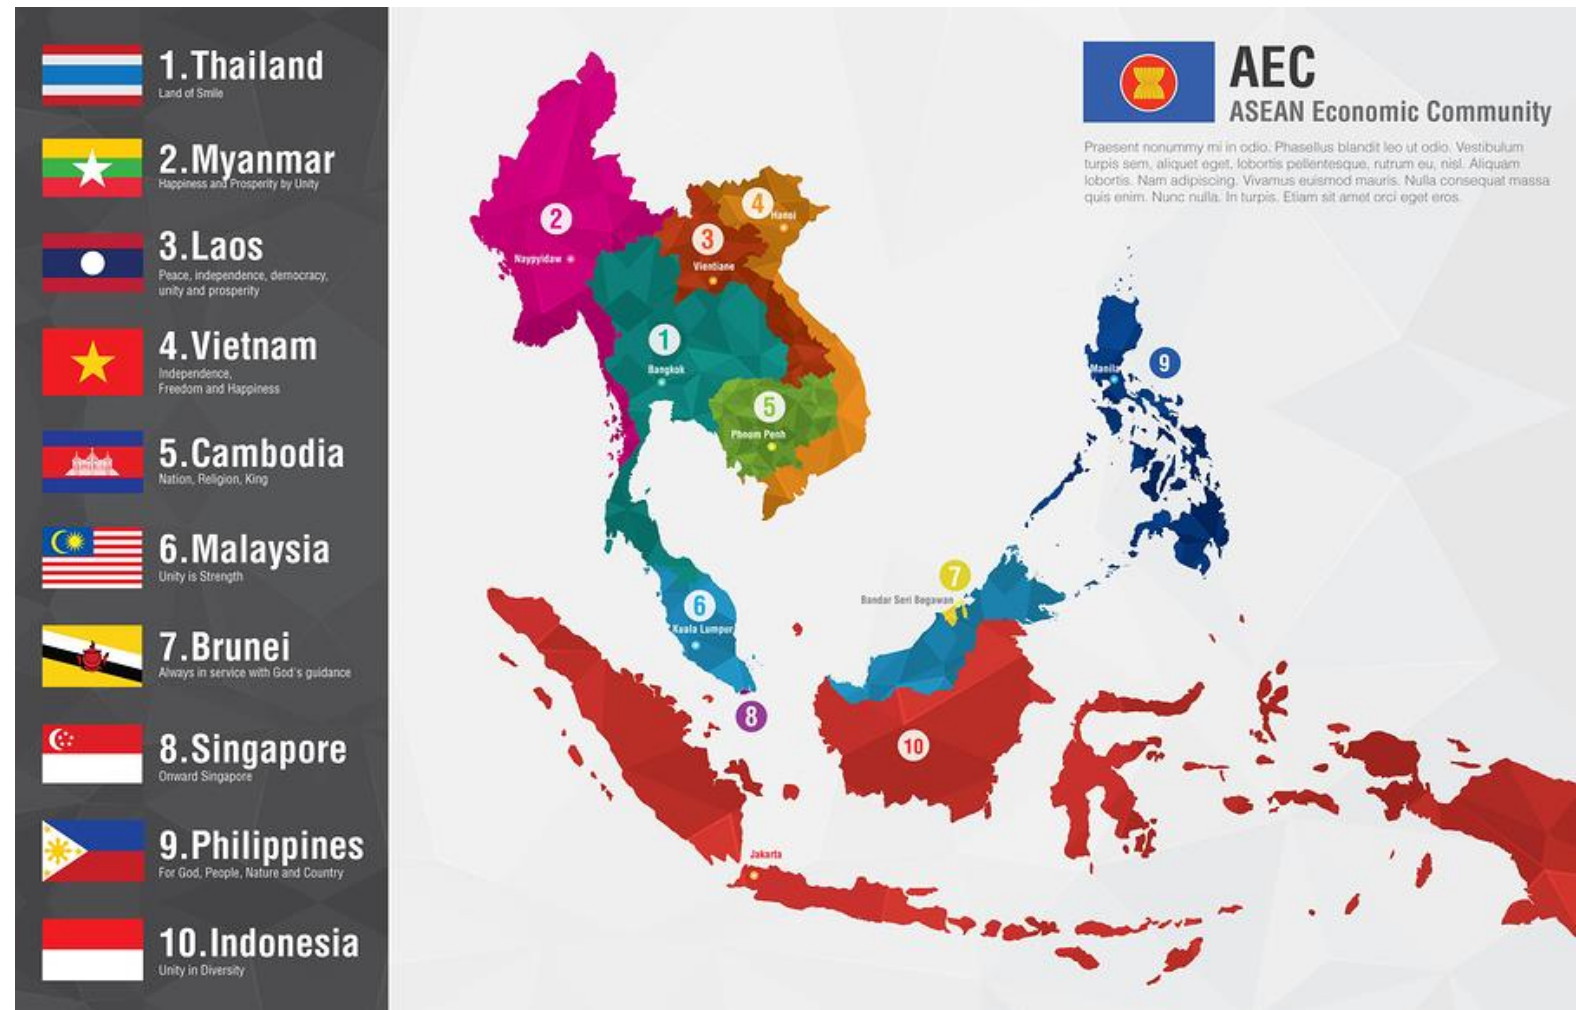 1.Thailand
Land of Smile
2.Myanmar
Happiness and Prosperity by Unity
3.Laos
Peace, independence, democracy,
unity and prosperity
4.Vietnam
Independence,
Freedom and Happiness
5.Cambodia
Nation, Religion, King
6.Malaysia
Unity is Strength
7.Brunei
Always in service with God's guidance
8.Singapore
Onward Singapore
9.Philippines
For God, People, Nature and Country
10.Indonesia
Unity in Diversity
AEC
ASEAN Economic Community
Praesent nonummy mi in odio. Phasellus blandit leo ut odio. Vestibulum
turpis sem, aliquet eget, lobortis pellentesque, rutrum eu, nisl. Aliquam
lobortis. Nam adipiscing. Vivamus euismod mauris. Nulla consequat massa
quis enim. Nunc nulla. In turpis. Etiam sit amet orci eget eros.
4
Hanoi
2
3
Naypyidaw
Vientiane
1
Bangkok
9
Manila
5
Phnom Penh
7
Bandar Seri Begawan
6
Kuala Lumpur
8
10
Jakarta